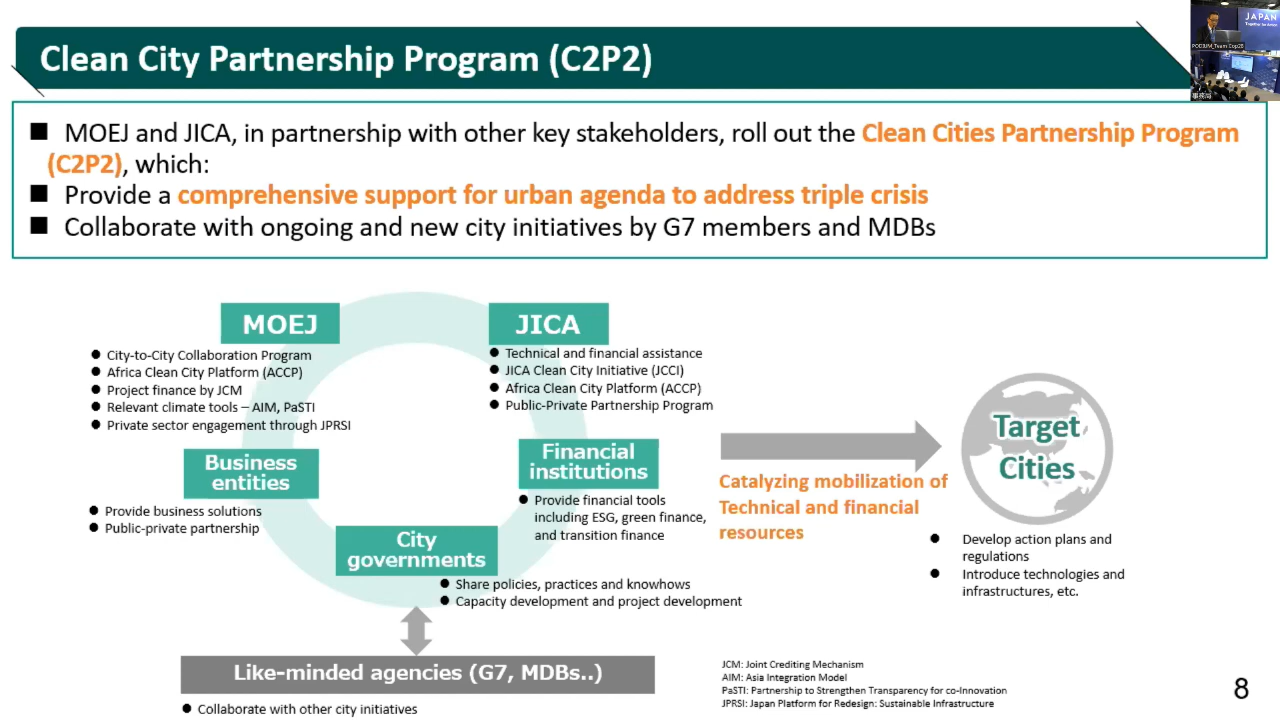 Clean City Partnership Program (C2P2)
JAPAN
Together for Action
PODIUM_Team Cop28
事務局
■ MOEJ and JICA, in partnership with other key stakeholders, roll out the Clean Cities Partnership Program
(C2P2), which:
■ Provide a comprehensive support for urban agenda to address triple crisis
■ Collaborate with ongoing and new city initiatives by G7 members and MDBs
MOEJ
● City-to-City Collaboration Program
● Africa Clean City Platform (ACCP)
● Project finance by JCM
● Relevant climate tools – AIM, PaSTI
● Private sector engagement through JPRSI
JICA
● Technical and financial assistance
● JICA Clean City Initiative (JCCI)
● Africa Clean City Platform (ACCP)
● Public-Private Partnership Program
Business
entities
● Provide business solutions
● Public-private partnership
Financial
institutions
● Provide financial tools
including ESG, green finance,
and transition finance
City
governments
● Share policies, practices and knowhows
● Capacity development and project development
Catalyzing mobilization of
Technical and financial
resources
Target
Cities
● Develop action plans and
regulations
● Introduce technologies and
infrastructures, etc.
Like-minded agencies (G7, MDBs..)
● Collaborate with other city initiatives
JCM: Joint Crediting Mechanism
AIM: Asia Integration Model
PaSTI: Partnership to Strengthen Transparency for co-Innovation
JPRSI: Japan Platform for Redesign: Sustainable Infrastructure
8